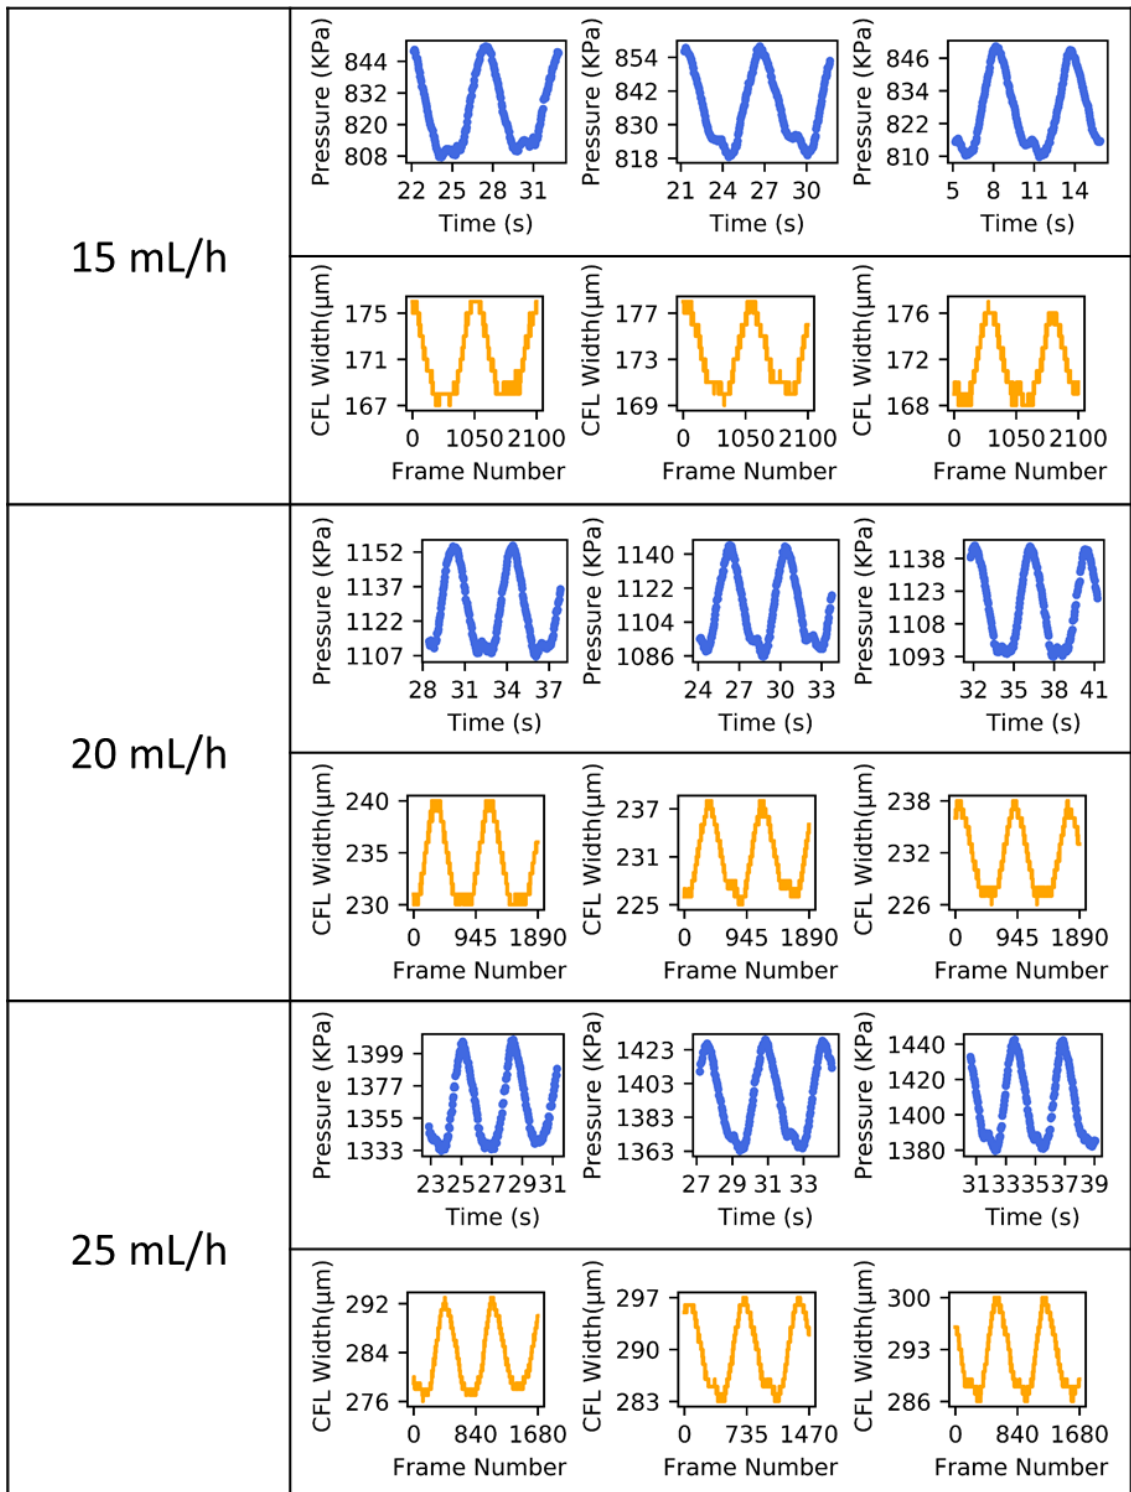 15 mL/h
Pressure (KPa)
844
832
820
808
22 25 28 31
Time (s)
Pressure (KPa)
854
842
830
818
21 24 27 30
Time (s)
Pressure (KPa)
846
834
822
810
5 8 11 14
Time (s)
CFL Width(µm)
175
171
167
0 1050 2100
Frame Number
CFL Width(µm)
177
173
169
0 1050 2100
Frame Number
CFL Width(µm)
176
172
168
0 1050 2100
Frame Number
20 mL/h
Pressure (KPa)
1152
1137
1122
1107
28 31 34 37
Time (s)
Pressure (KPa)
1140
1122
1104
1086
24 27 30 33
Time (s)
Pressure (KPa)
1138
1123
1108
1093
32 35 38 41
Time (s)
CFL Width(µm)
240
235
230
0 945 1890
Frame Number
CFL Width(µm)
237
231
225
0 945 1890
Frame Number
CFL Width(µm)
238
232
226
0 945 1890
Frame Number
25 mL/h
Pressure (KPa)
1399
1377
1355
1333
23 25 27 29 31
Time (s)
Pressure (KPa)
1423
1403
1383
1363
27 29 31 33
Time (s)
Pressure (KPa)
1440
1420
1400
1380
31 33 35 37 39
Time (s)
CFL Width(µm)
292
284
276
0 840 1680
Frame Number
CFL Width(µm)
297
290
283
0 735 1470
Frame Number
CFL Width(µm)
300
293
286
0 840 1680
Frame Number